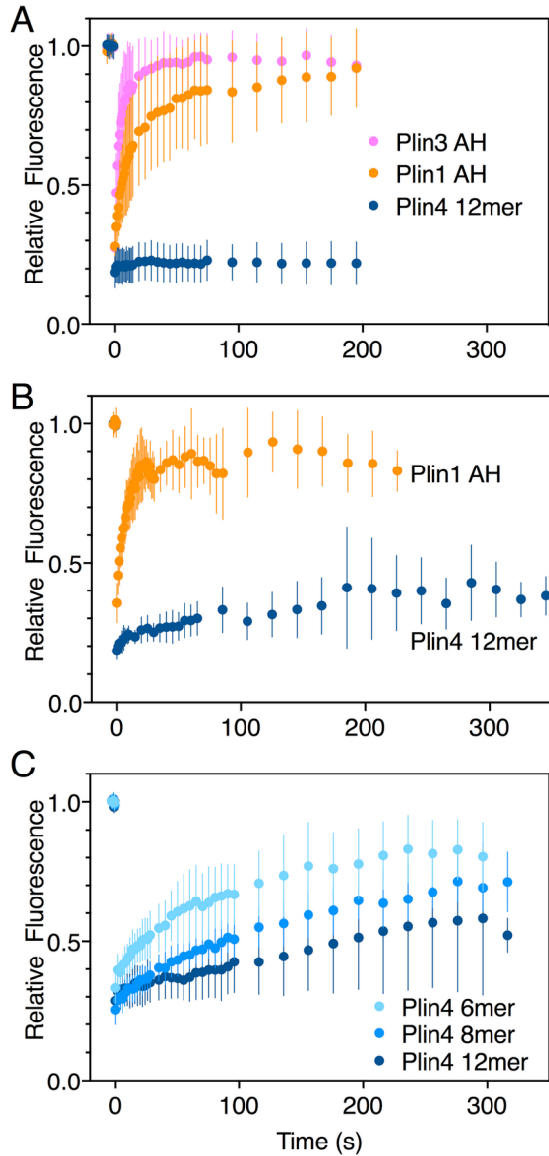 A
1.0
0.5
0.0
Relative Fluorescence
Plin3 AH
Plin1 AH
Plin4 12mer
0
100
200
300
B
1.0
0.5
0.0
Relative Fluorescence
Plin1 AH
Plin4 12mer
0
100
200
300
C
1.0
0.5
0.0
Relative Fluorescence
Plin4 6mer
Plin4 8mer
Plin4 12mer
0
100
200
300
Time (s)